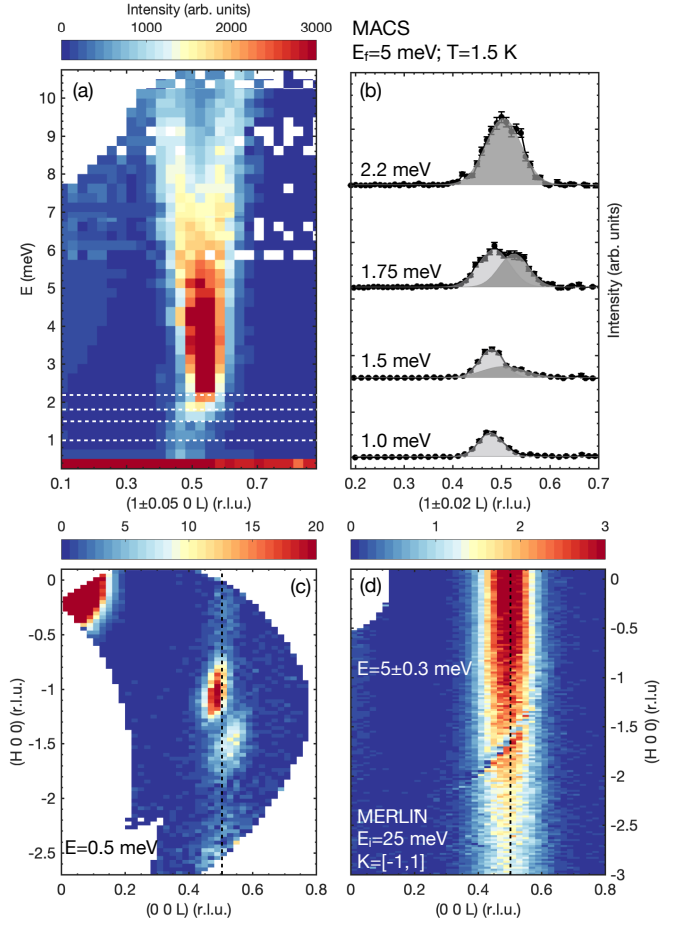 Intensity (arb. units)
0 1000 2000 3000
MACS
E_f=5 meV; T=1.5 K
(a)
10
9
8
7
6
5
4
3
2
1
E (meV)
0.1 0.3 0.5 0.7
(1±0.05 0 L) (r.l.u.)
(b)
2.2 meV
1.75 meV
1.5 meV
1.0 meV
Intensity (arb. units)
0.2 0.3 0.4 0.5 0.6 0.7
(1±0.02 L) (r.l.u.)
0 5 10 15 20
(c)
0
-0.5
-1
-1.5
-2
-2.5
(H 0 0) (r.l.u.)
E=0.5 meV
0 0.2 0.4 0.6 0.8
(0 0 L) (r.l.u.)
0 1 2 3
(d)
E=5±0.3 meV
MERLIN
E_i=25 meV
K=[-1,1]
0
-0.5
-1
-1.5
-2
-2.5
-3
(H 0 0) (r.l.u)
0 0.2 0.4 0.6 0.8
(0 0 L) (r.l.u.)